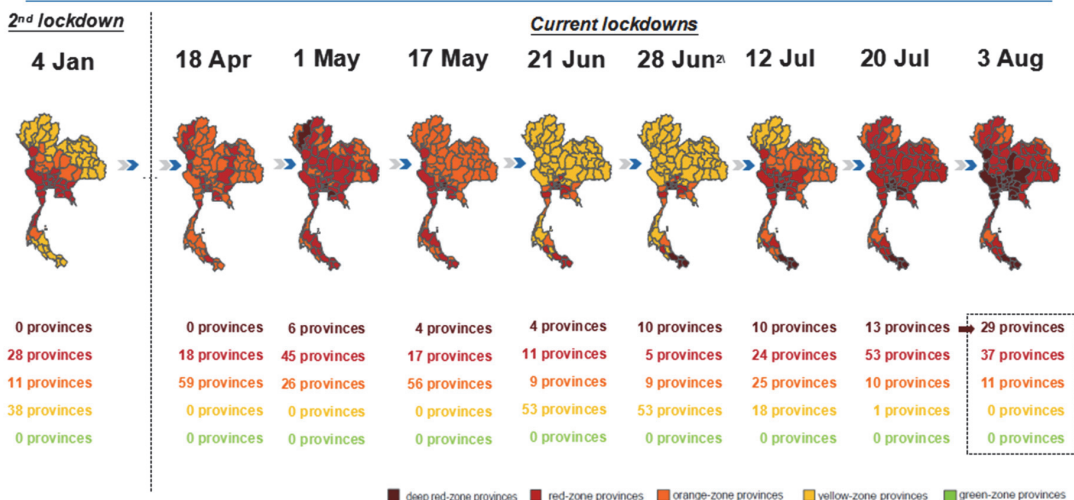 2nd lockdown
Current lockdowns
4 Jan
18 Apr
1 May
17 May
21 Jun
28 Jun2\
12 Jul
20 Jul
3 Aug
0 provinces
0 provinces
6 provinces
4 provinces
4 provinces
10 provinces
10 provinces
13 provinces
29 provinces
28 provinces
18 provinces
45 provinces
17 provinces
11 provinces
5 provinces
24 provinces
53 provinces
37 provinces
11 provinces
59 provinces
26 provinces
56 provinces
9 provinces
9 provinces
25 provinces
10 provinces
11 provinces
38 provinces
0 provinces
0 provinces
0 provinces
53 provinces
53 provinces
18 provinces
1 provinces
0 provinces
0 provinces
0 provinces
0 provinces
0 provinces
0 provinces
0 provinces
0 provinces
0 provinces
0 provinces
deep red-zone provinces
red-zone provinces
orange-zone provinces
yellow-zone provinces
green-zone provinces